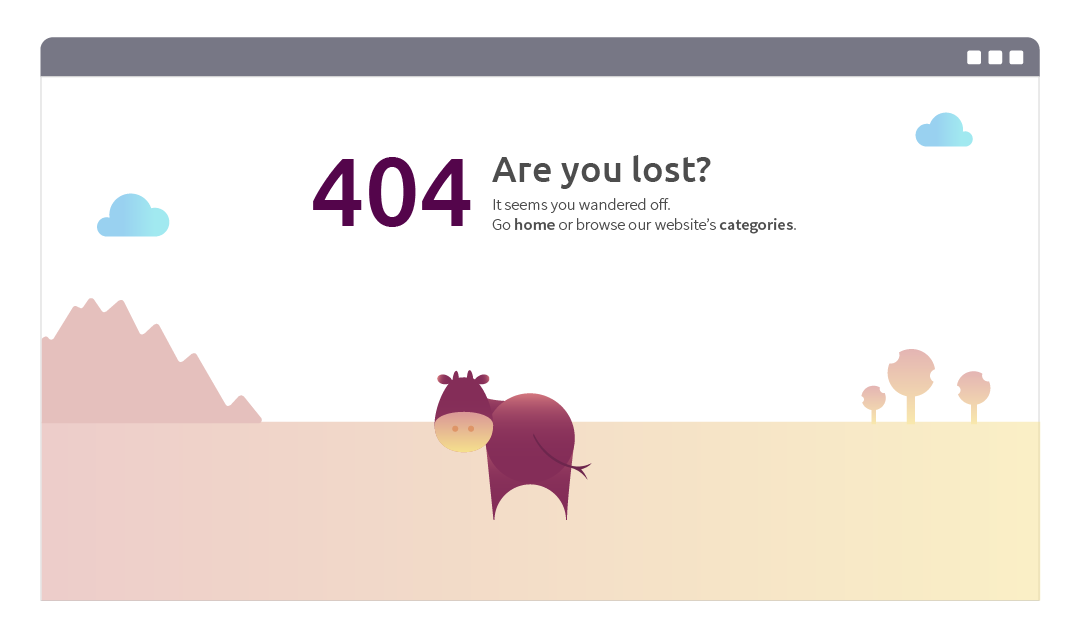 404
Are you lost?
It seems you wandered off.
Go home or browse our website’s categories.